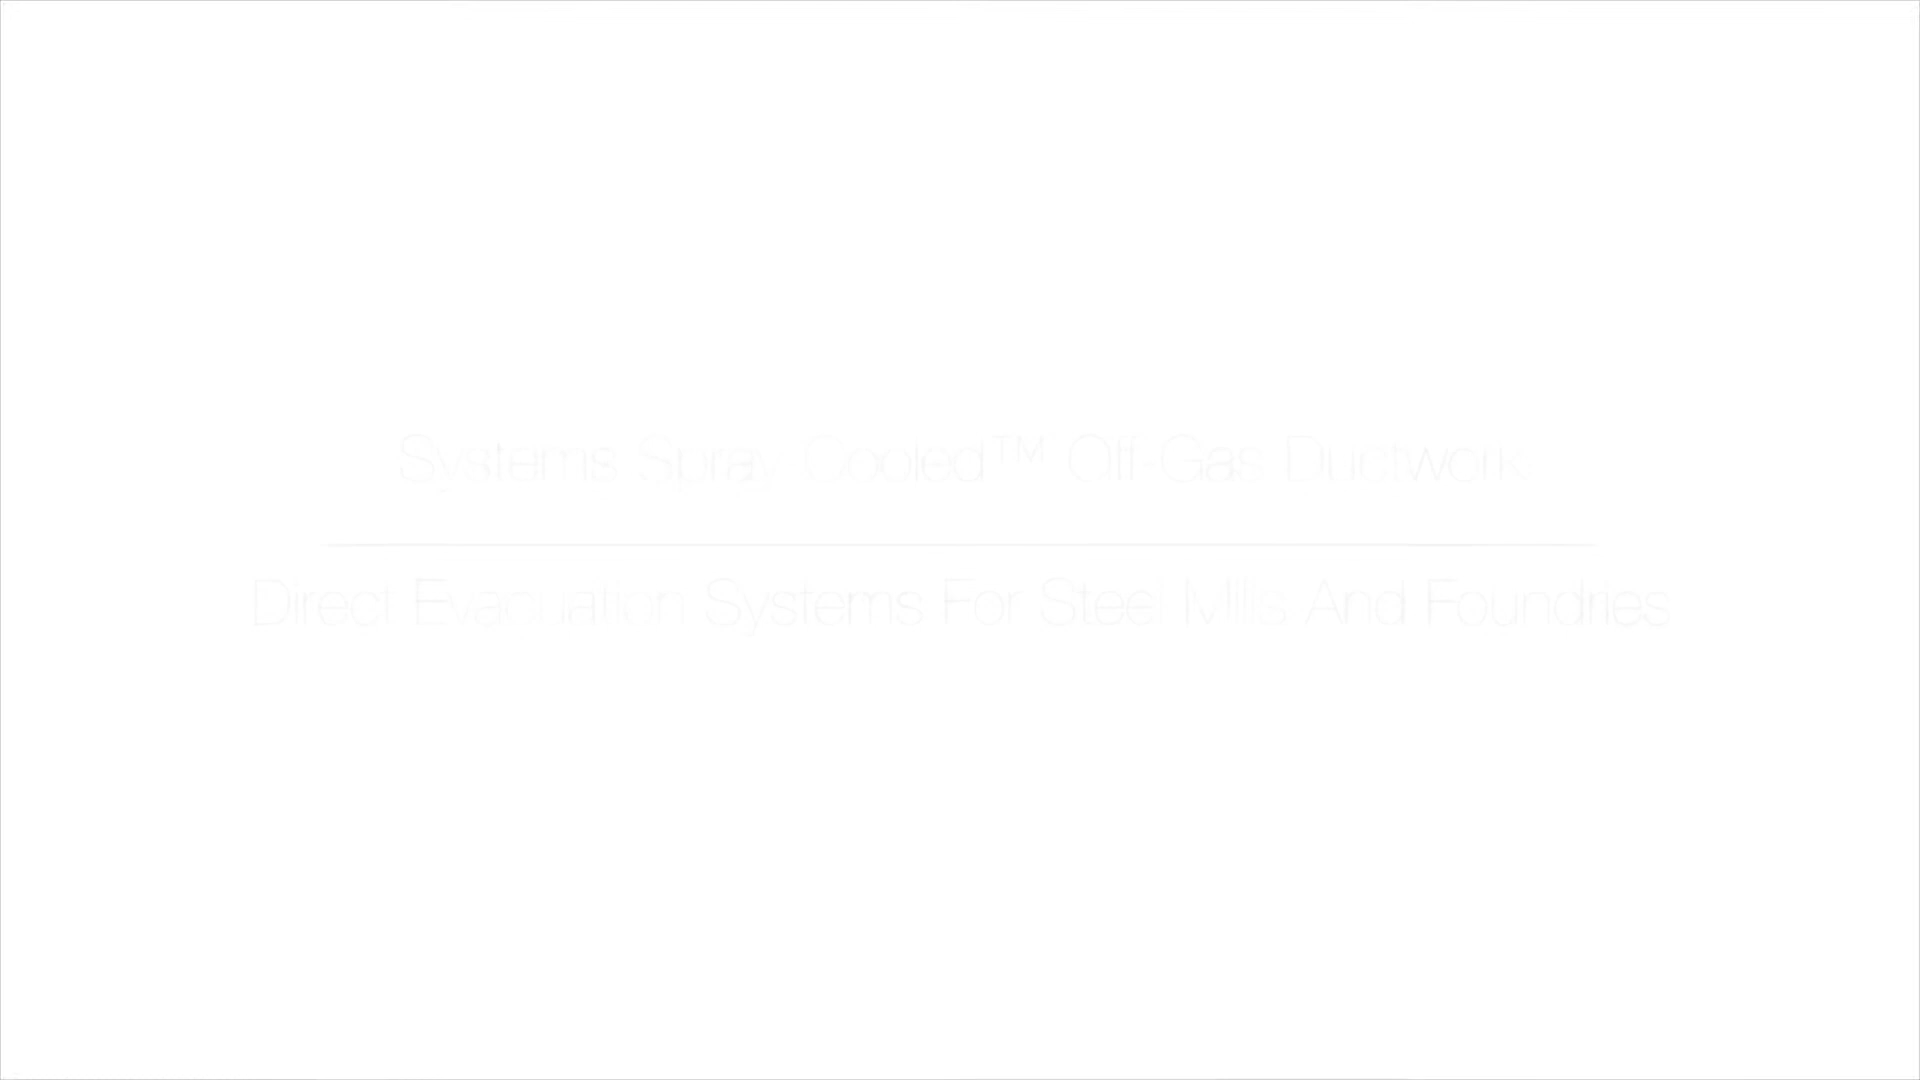 Systems Spray Cooled™ Off-Gas Ductwork
Direct Evacuation Systems For Steel Mills And Foundries